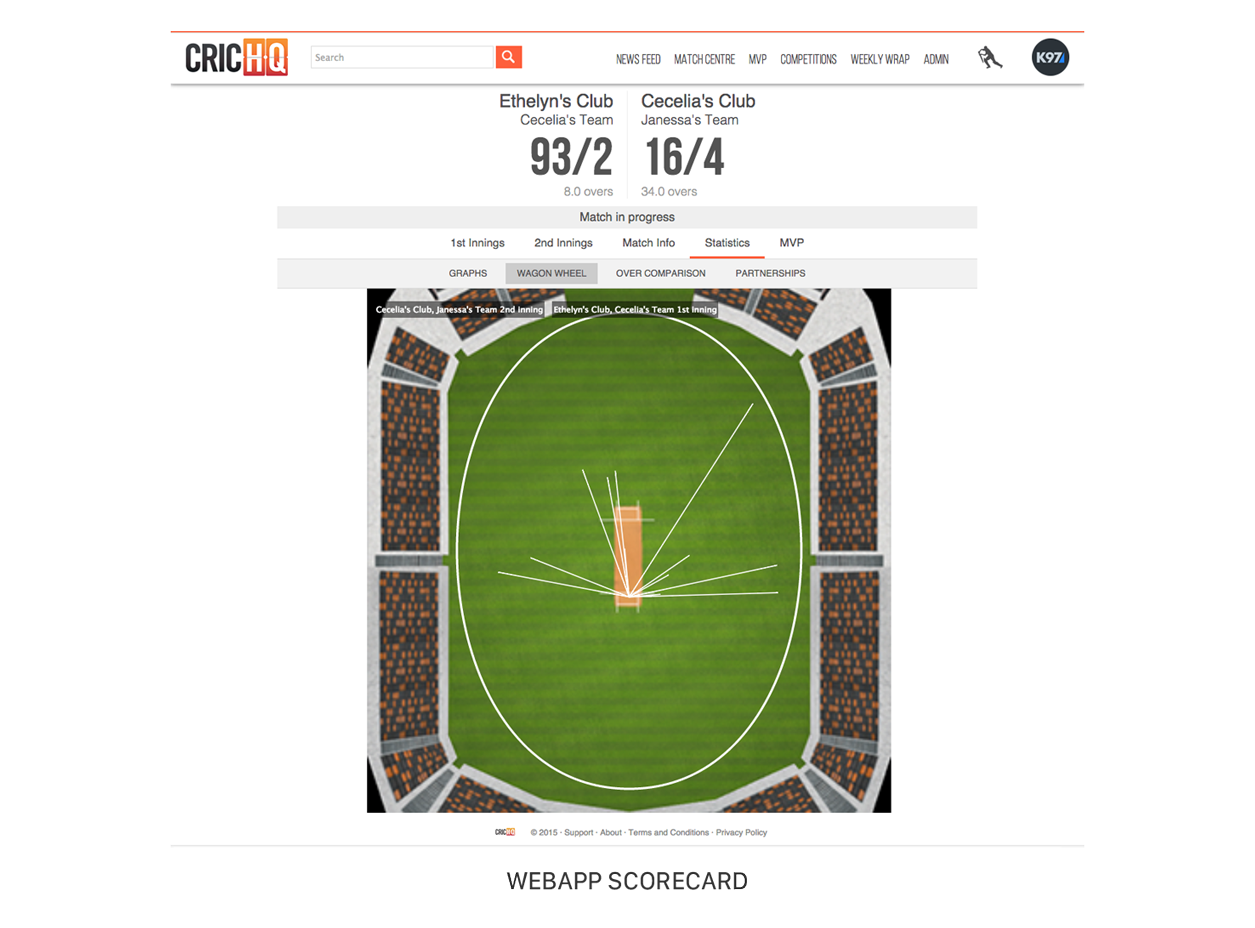 CRICHQ
Search
NEWS FEED MATCH CENTRE MVP COMPETITIONS WEEKLY WRAP ADMIN
K97
Ethelyn's Club
Cecelia's Team
93/2
8.0 overs
Cecelia's Club
Janessa's Team
16/4
34.0 overs
Match in progress
1st Innings 2nd Innings Match Info Statistics MVP
GRAPHS WAGON WHEEL OVER COMPARISON PARTNERSHIPS
Cecelia's Club, Janessa's Team 2nd inning Ethelyn's Club, Cecelia's Team 1st inning
CRICHQ © 2015 · Support · About · Terms and Conditions · Privacy Policy
WEBAPP SCORECARD